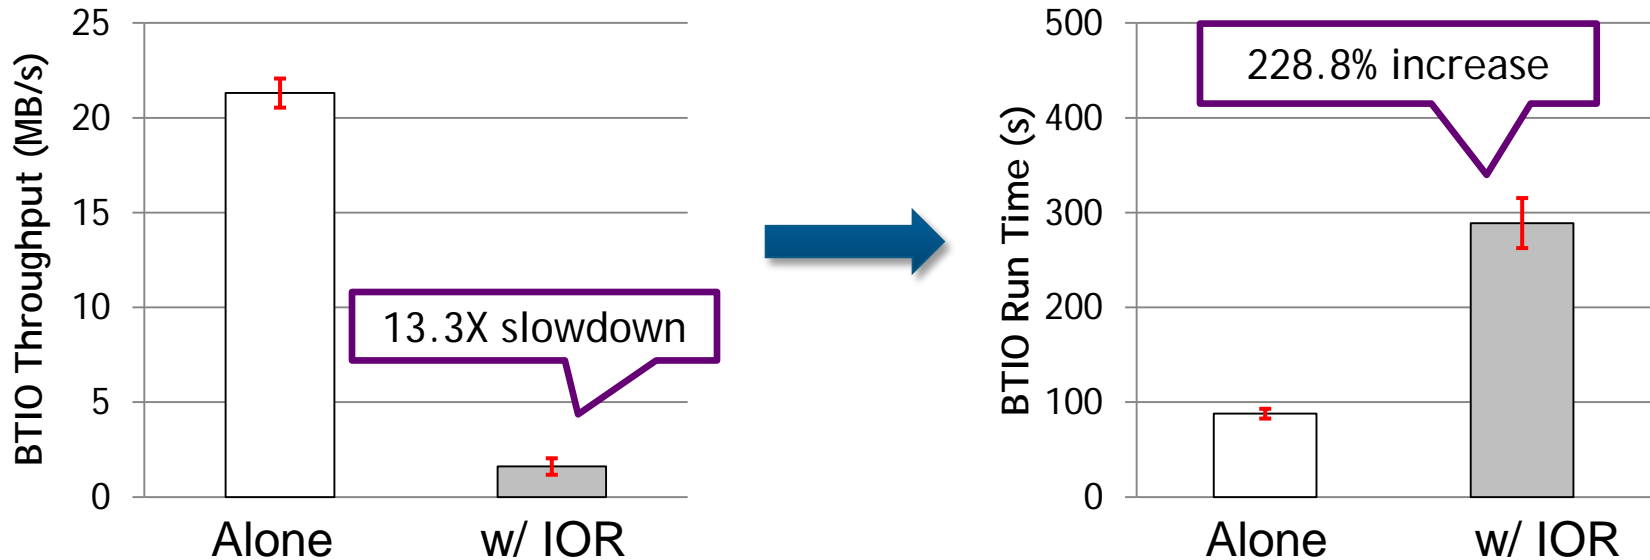 BTIO Throughput (MB/s)
25
20
15
10
5
0
13.3X slowdown
Alone
w/ IOR
BTIO Run Time (s)
500
400
300
200
100
0
228.8% increase
Alone
w/ IOR